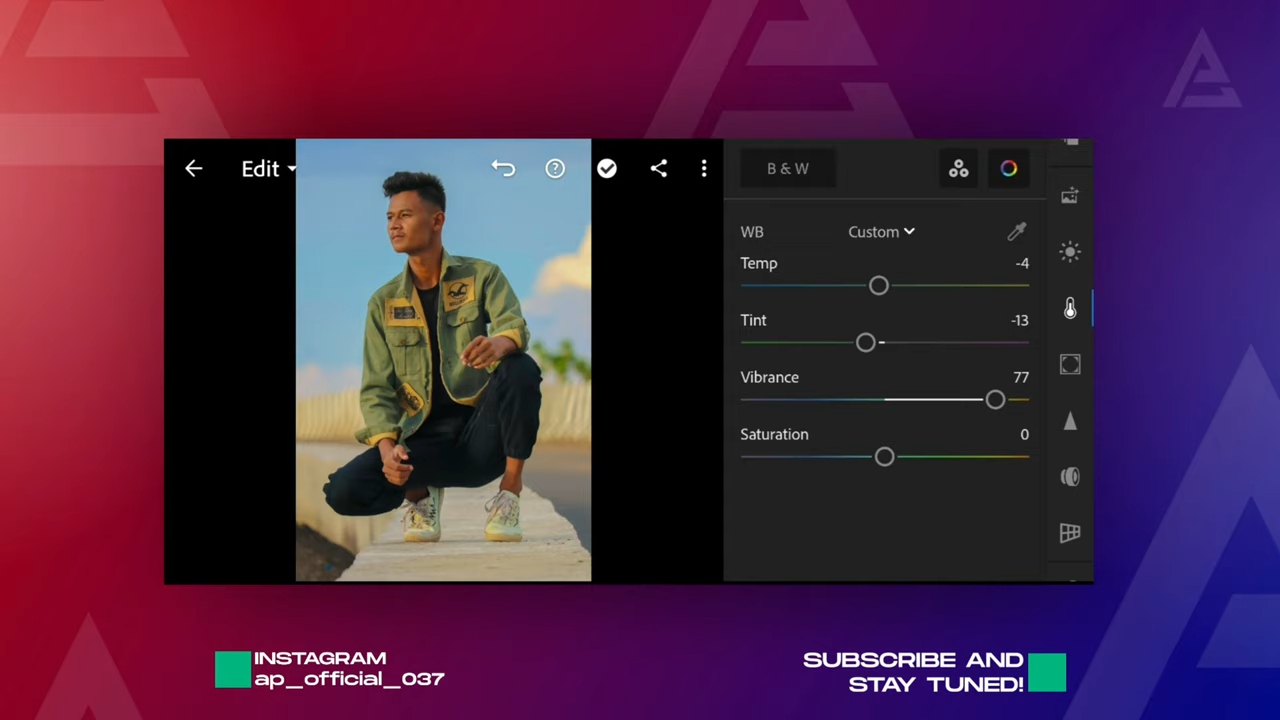 Edit
B & W
WB Custom
Temp -4
Tint -13
Vibrance 77
Saturation 0
INSTAGRAM
ap_official_037
SUBSCRIBE AND
STAY TUNED!